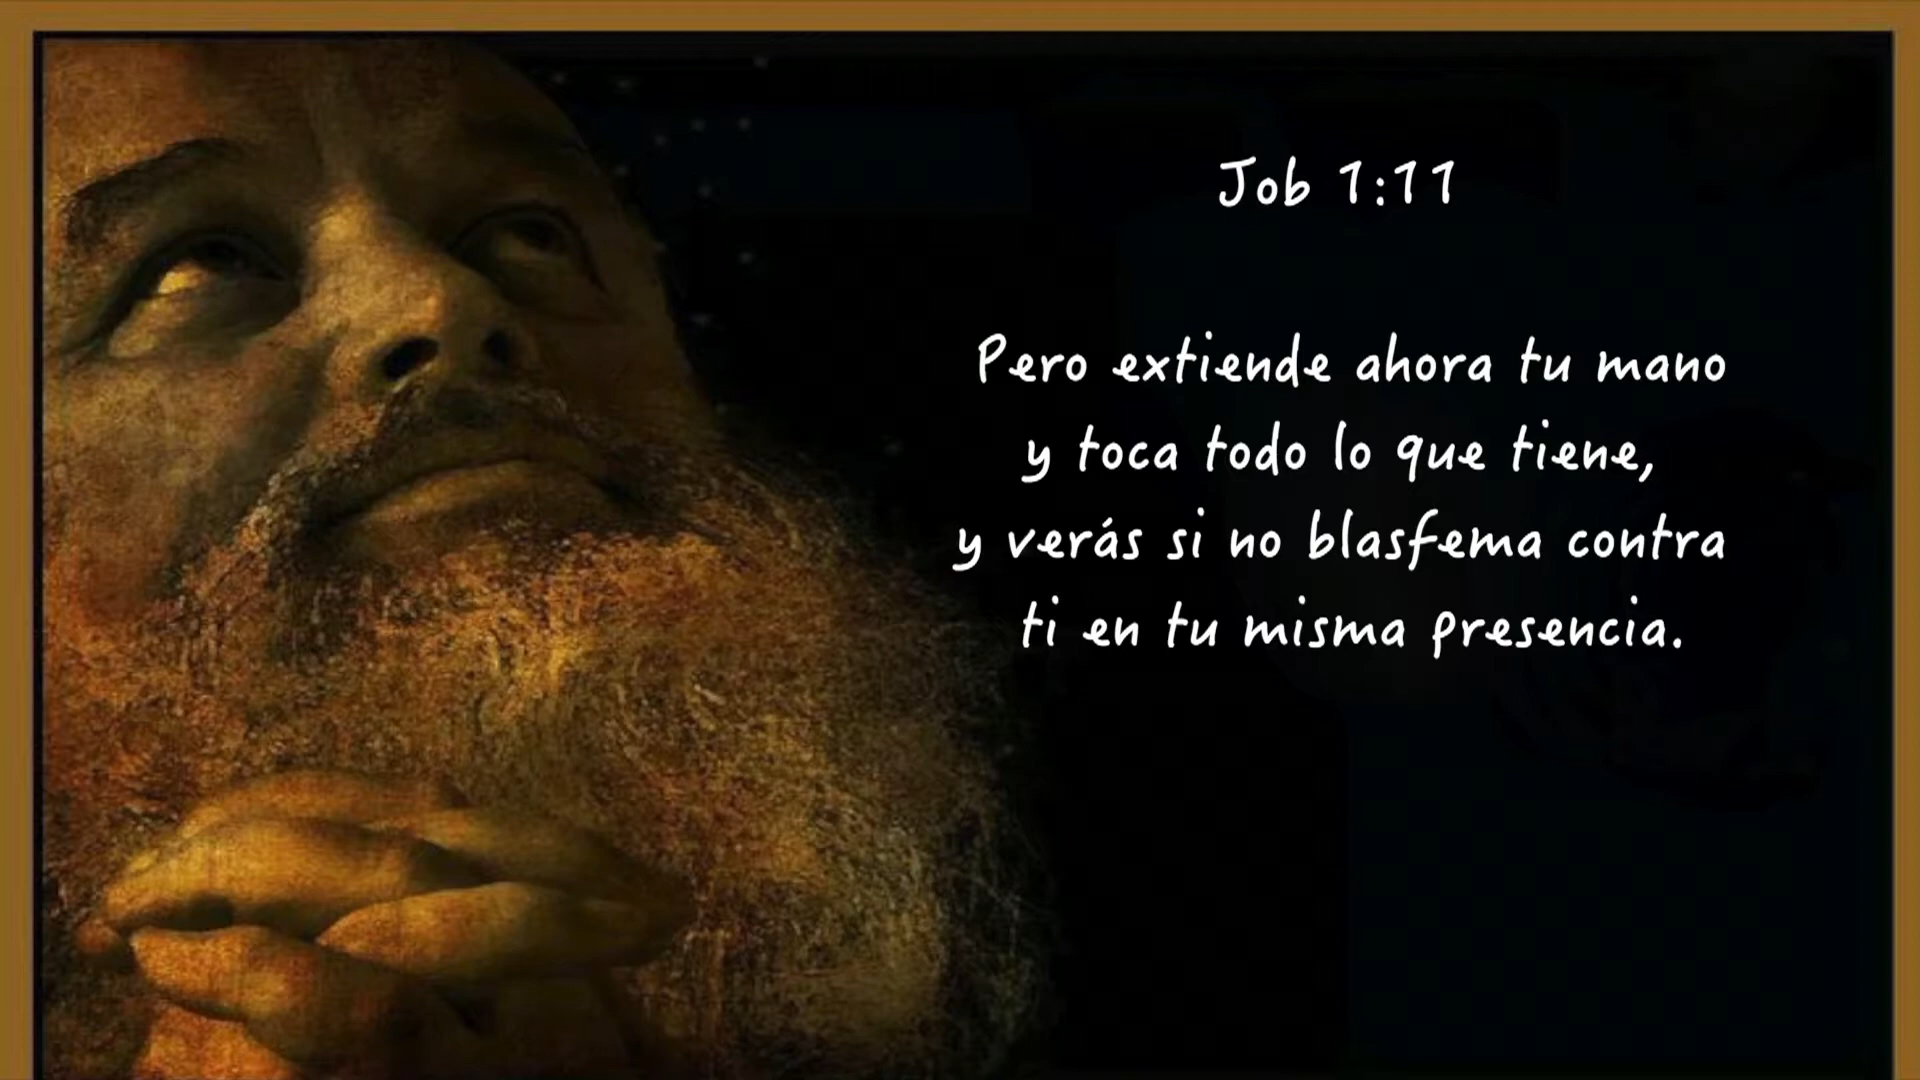 Job 1:11
Pero extiende ahora tu mano
y toca todo lo que tiene,
y verás si no blasfema contra
ti en tu misma presencia.